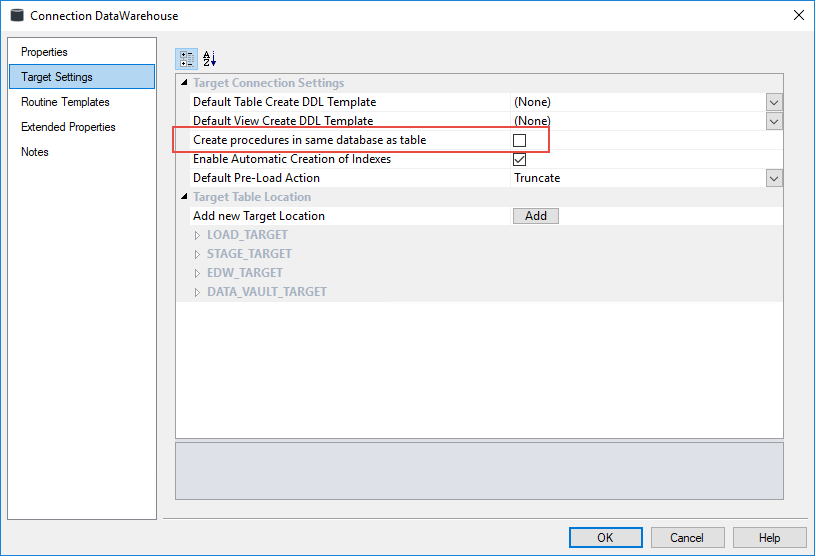 Connection DataWarehouse
Properties
Target Settings
Routine Templates
Extended Properties
Notes
A
Z
Target Connection Settings
Default Table Create DDL Template (None)
Default View Create DDL Template (None)
Create procedures in same database as table
Enable Automatic Creation of Indexes
Default Pre-Load Action Truncate
Target Table Location
Add new Target Location Add
LOAD_TARGET
STAGE_TARGET
EDW_TARGET
DATA_VAULT_TARGET
OK Cancel Help